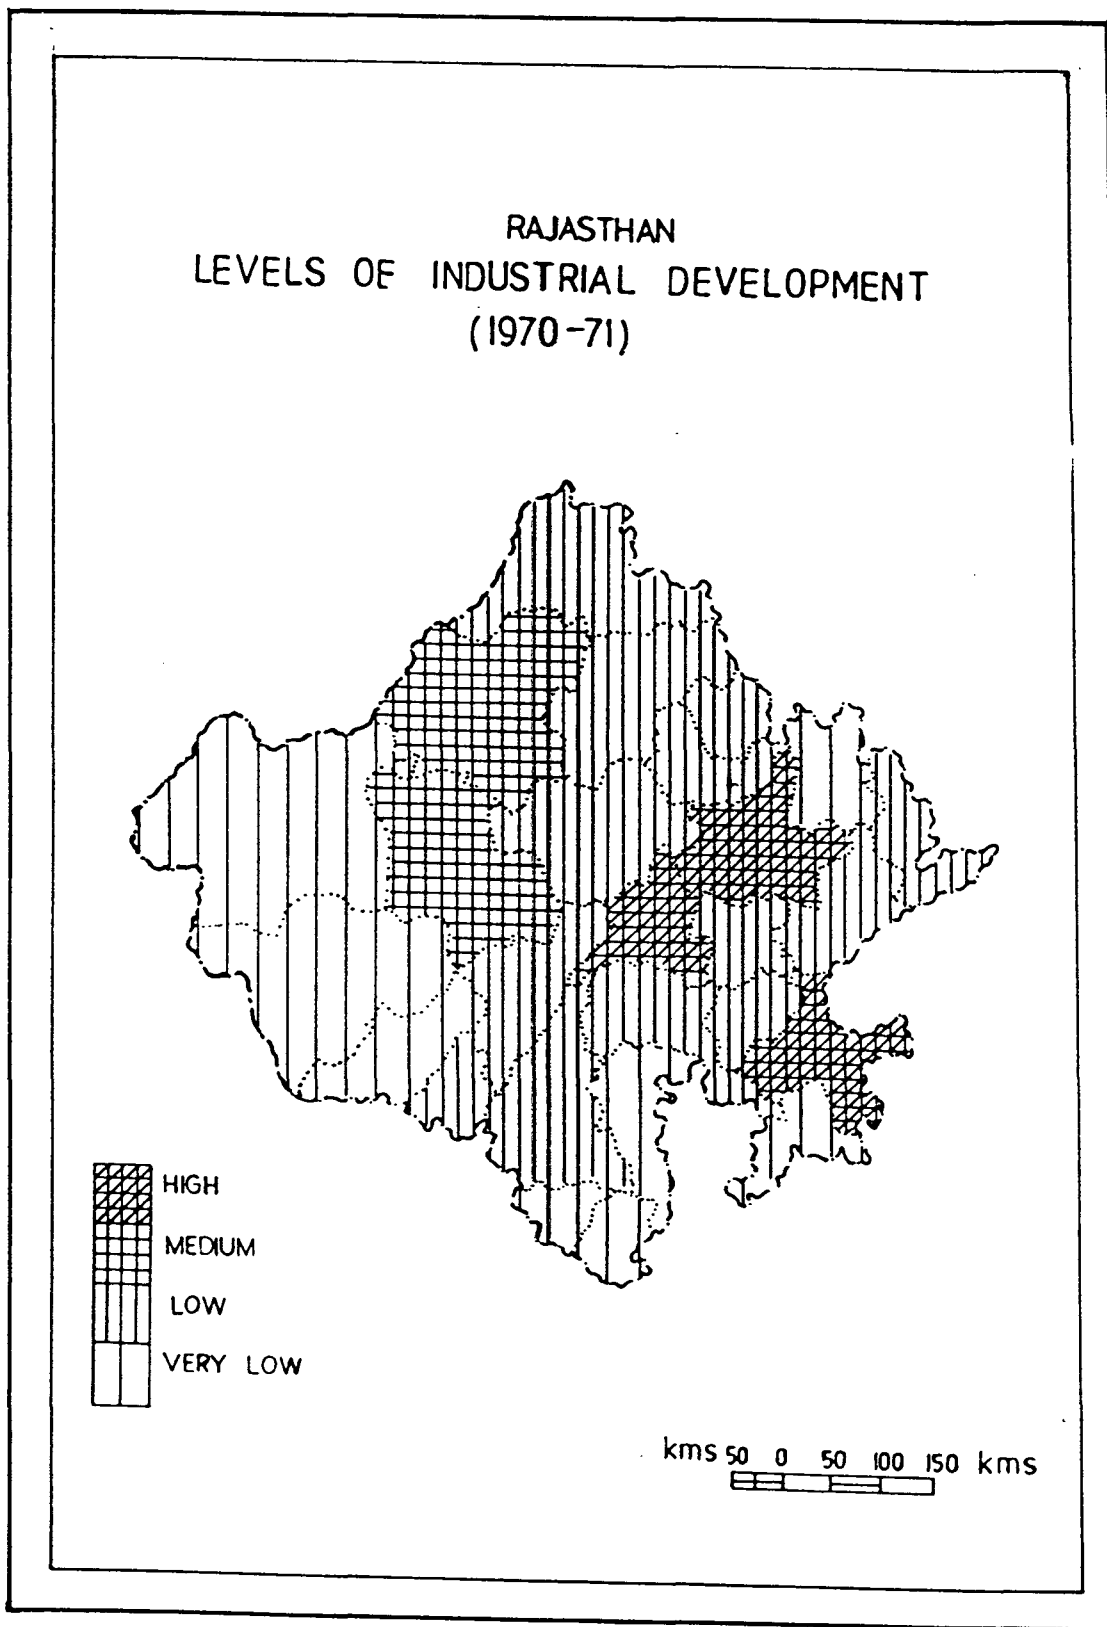 RAJASTHAN
LEVELS OF INDUSTRIAL DEVELOPMENT
(1970-71)
HIGH
MEDIUM
LOW
VERY LOW
kms 50 0 50 100 150 kms